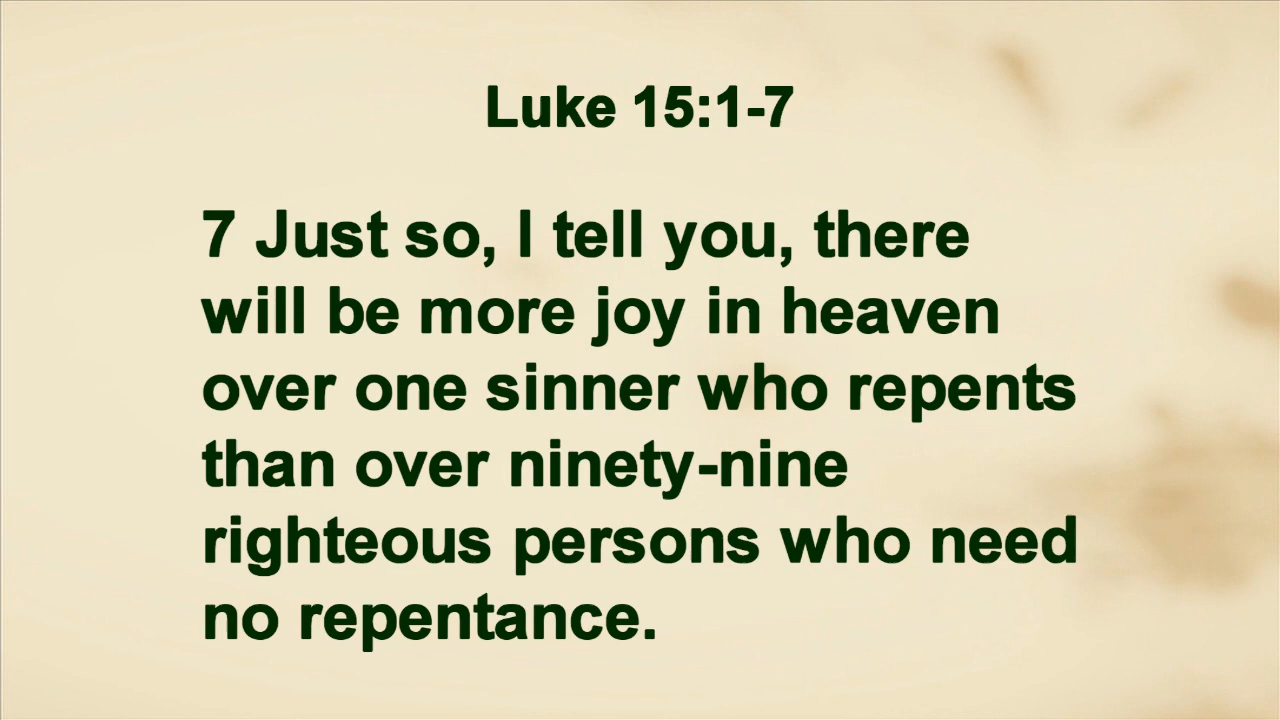 Luke 15:1-7
7 Just so, I tell you, there
will be more joy in heaven
over one sinner who repents
than over ninety-nine
righteous persons who need
no repentance.